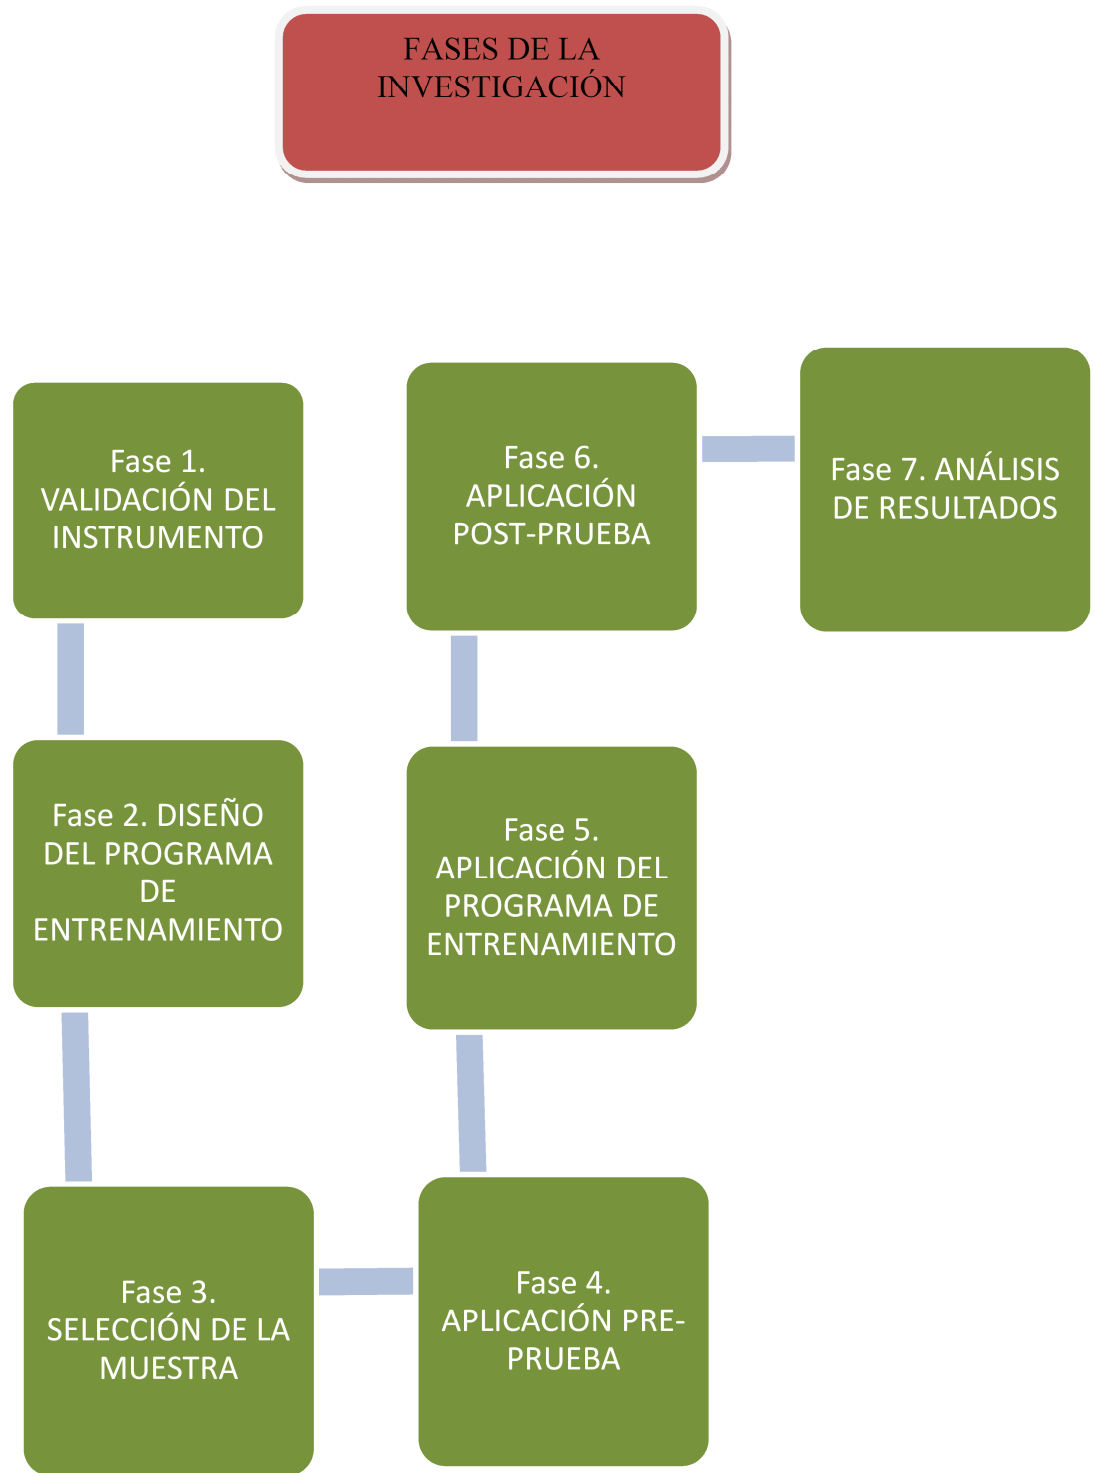 FASES DE LA
INVESTIGACIÓN
Fase 1.
VALIDACIÓN DEL
INSTRUMENTO
Fase 2. DISEÑO
DEL PROGRAMA
DE
ENTRENAMIENTO
Fase 3.
SELECCIÓN DE LA
MUESTRA
Fase 4.
APLICACIÓN PRE-
PRUEBA
Fase 5.
APLICACIÓN DEL
PROGRAMA DE
ENTRENAMIENTO
Fase 6.
APLICACIÓN
POST-PRUEBA
Fase 7. ANÁLISIS
DE RESULTADOS